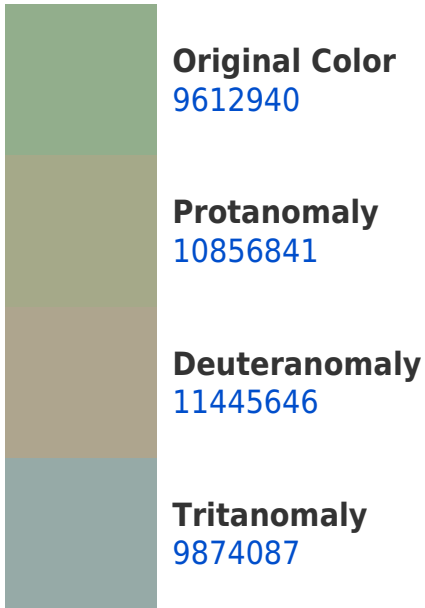 Original Color
9612940
Protanomaly
10856841
Deuteranomaly
11445646
Tritanomaly
9874087